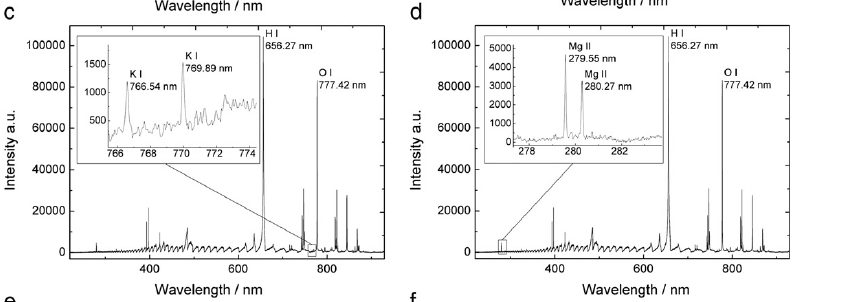 Wavelength / nm
c
100000
80000
60000
40000
20000
0
Intensity a.u.
H I
656.27 nm
O I
777.42 nm
1500
1000
500
K I
766.54 nm
K I
769.89 nm
766 768 770 772 774
400 600 800
Wavelength / nm
Wavelength / nm
d
100000
80000
60000
40000
20000
0
Intensity a.u.
H I
656.27 nm
O I
777.42 nm
5000
4000
3000
2000
1000
0
Mg II
279.55 nm
Mg II
280.27 nm
278 280 282
400 600 800
Wavelength / nm
e
f